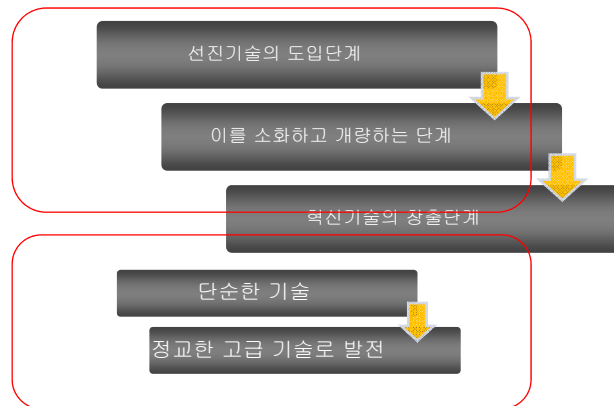 선진기술의 도입단계
이를 소화하고 개량하는 단계
혁신기술의 창출단계
단순한 기술
정교한 고급 기술로 발전